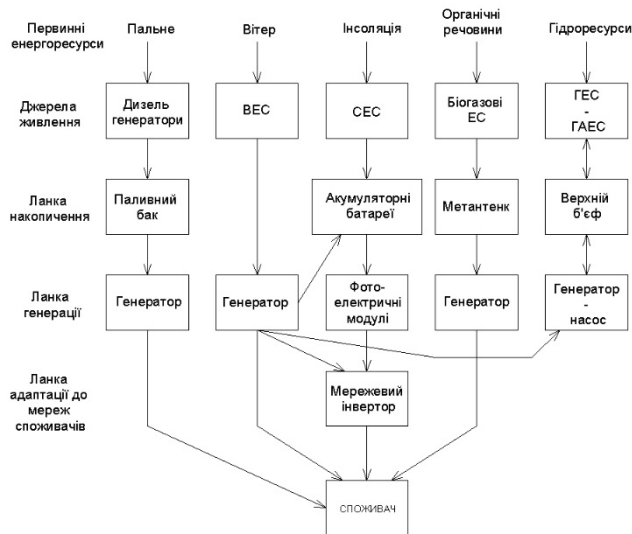 Первинні
енергоресурси
Пальне
Вітер
Інсоляція
Органічні
речовини
Гідроресурси
Джерела
живлення
Дизель
генератори
ВЕС
СЕС
Біогазові
ЕС
ГЕС
-
ГАЕС
Ланка
накопичення
Паливний
бак
Акумуляторні
батареї
Метантенк
Верхній
б'єф
Ланка
генерації
Генератор
Генератор
Фото-
електричні
модулі
Генератор
Генератор
-
насос
Ланка
адаптації до
мереж
споживачів
Мережевий
інвертор
СПОЖИВАЧ